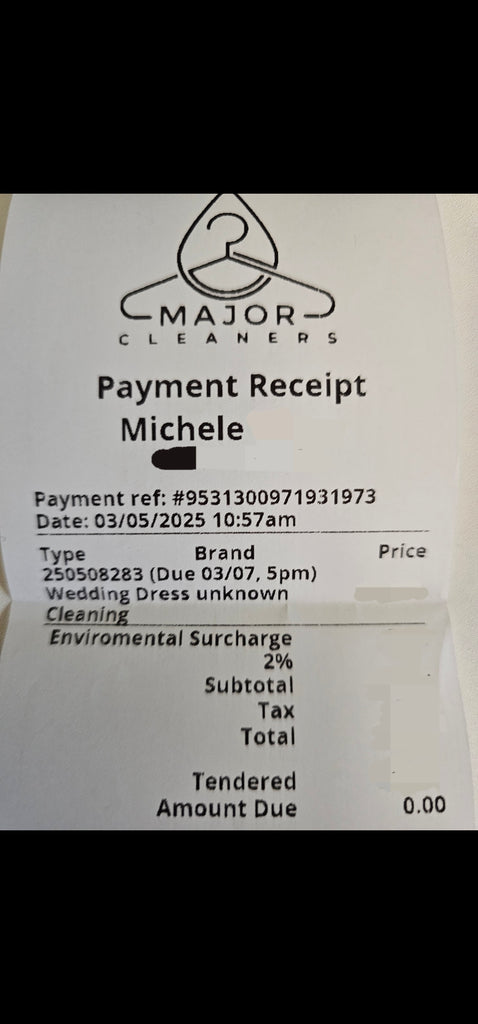 MAJOR
CLEANERS
Payment Receipt
Michele
Payment ref: #9531300971931973
Date: 03/05/2025 10:57am
Type Brand Price
250508283 (Due 03/07, 5pm)
Wedding Dress unknown
Cleaning
Enviromental Surcharge
2%
Subtotal
Tax
Total
Tendered
Amount Due 0.00